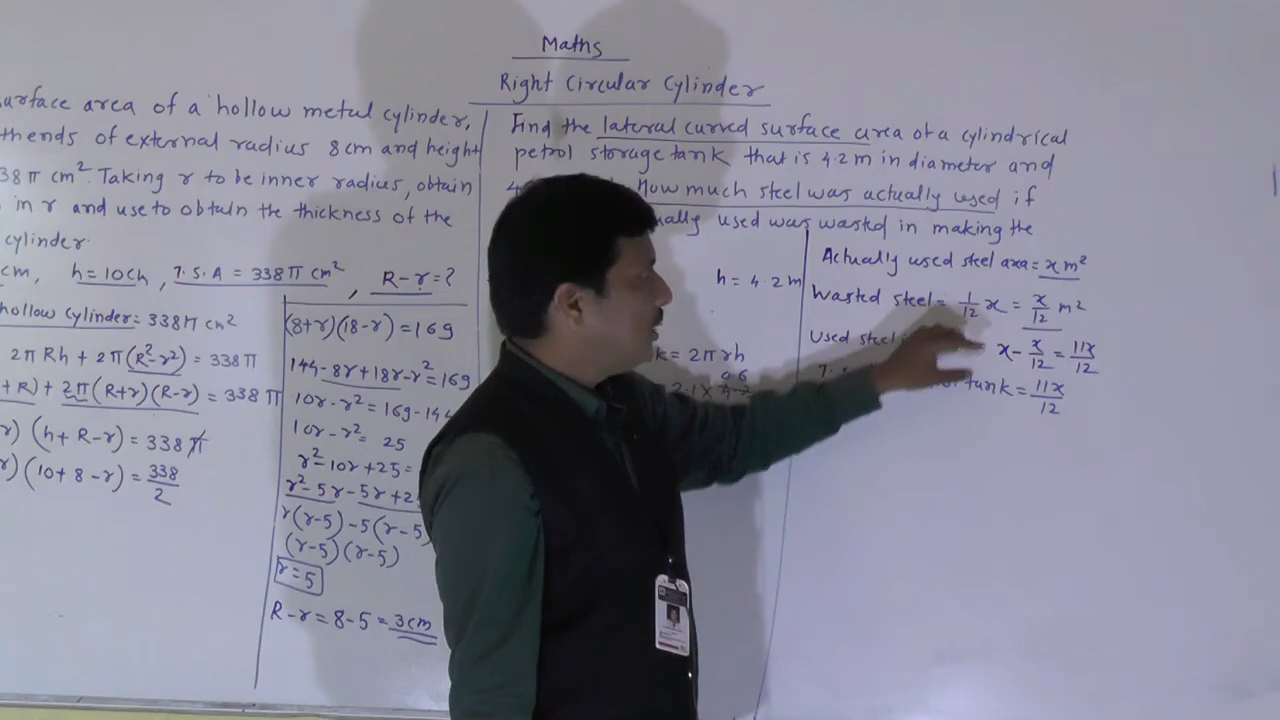 Maths
Right Circular Cylinder
urface area of a hollow metal cylinder,
th ends of external radius 8cm and height
38π cm². Taking r to be inner radius, obtain
in r and use to obtain the thickness of the
cylinder.
cm, h=10cm, T.S.A = 338π cm², R-r=?
hollow cylinder = 338π cm²
2πRh + 2π(R²-r²) = 338π
+ R) + 2π(R+r)(R-r) = 338π
r) (h+R-r) = 338π
r) (10+8-r) = 338/2
(8+r)(18-r) = 169
144-8r+18r-r² = 169
10r-r² = 169-144
10r-r² = 25
r²-10r+25=
r²-5r-5r+2
r(r-5)-5(r-5)
(r-5)(r-5)
r=5
R-r = 8-5 = 3cm
Find the lateral curved surface area of a cylindrical
petrol storage tank that is 4.2m in diameter and
How much steel was actually used if
ually used was wasted in making the
h = 4.2m
k = 2πrh
Actually used steel area = x m²
Wasted steel = 1/12 x = x/12 m²
Used steel x - x/12 = 11x/12
tank = 11x/12